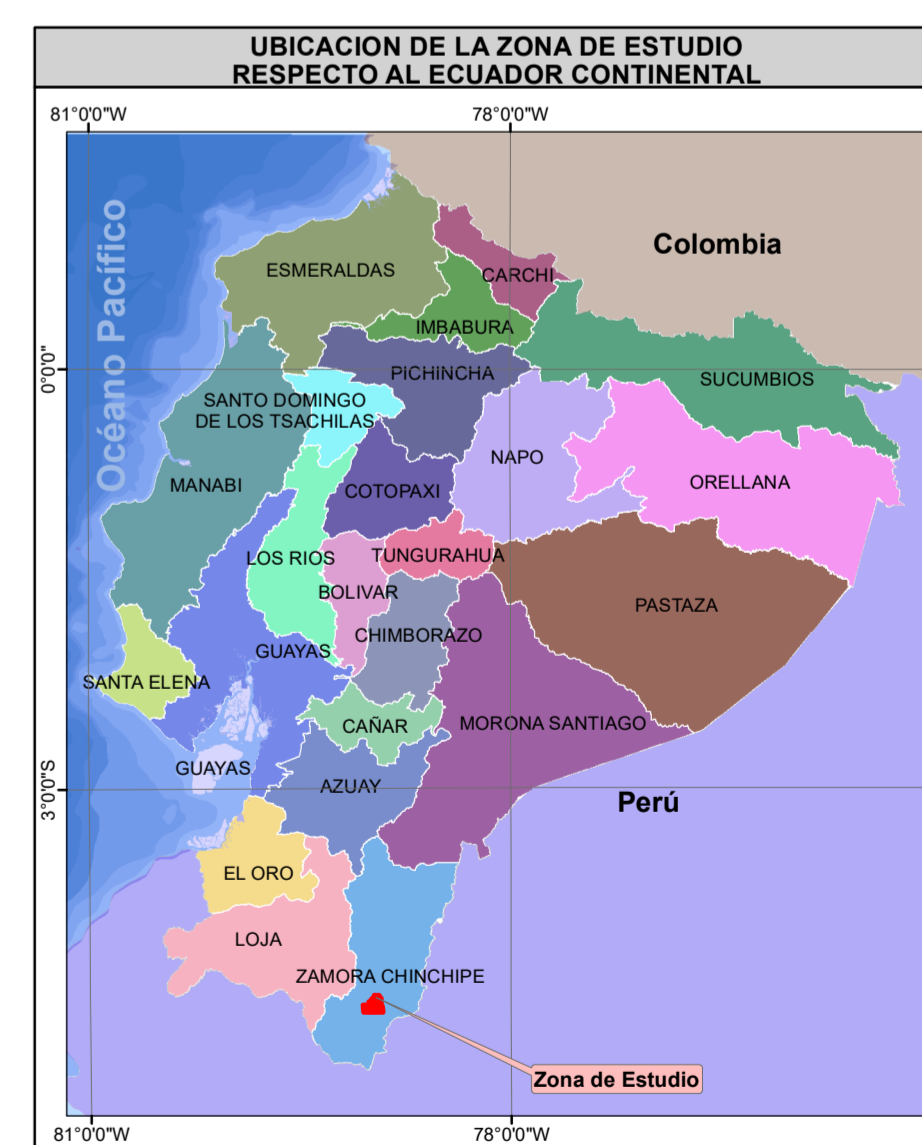 UBICACION DE LA ZONA DE ESTUDIO
RESPECTO AL ECUADOR CONTINENTAL
81°0'0"W
78°0'0"W
Océano Pacífico
Colombia
ESMERALDAS
CARCHI
IMBABURA
0°0'0"
PICHINCHA
SUCUMBIOS
SANTO DOMINGO
DE LOS TSACHILAS
NAPO
MANABI
COTOPAXI
ORELLANA
LOS RIOS
TUNGURAHUA
BOLIVAR
PASTAZA
CHIMBORAZO
GUAYAS
SANTA ELENA
CAÑAR
MORONA SANTIAGO
GUAYAS
AZUAY
3°0'0"S
Perú
EL ORO
LOJA
ZAMORA CHINCHIPE
Zona de Estudio
81°0'0"W
78°0'0"W